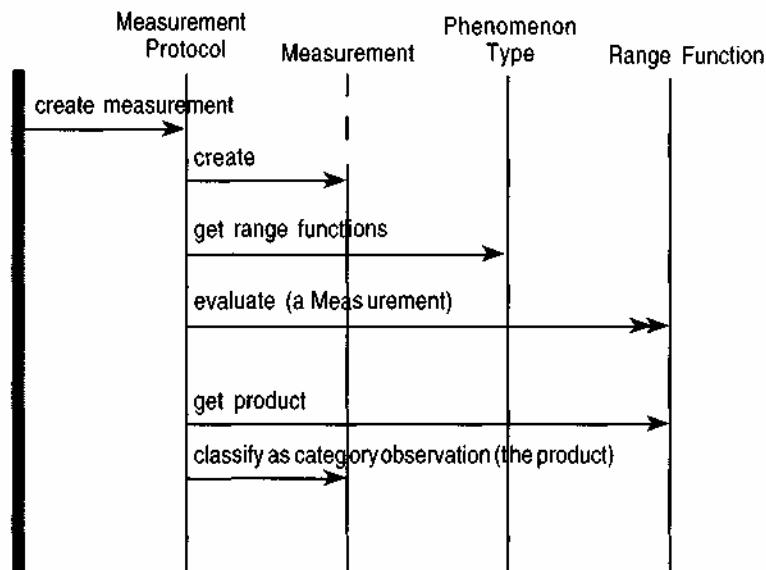 Measurement
Protocol
Measurement
Phenomenon
Type
Range Function
create measurement
create
get range functions
evaluate (a Measurement)
get product
classify as category observation (the product)